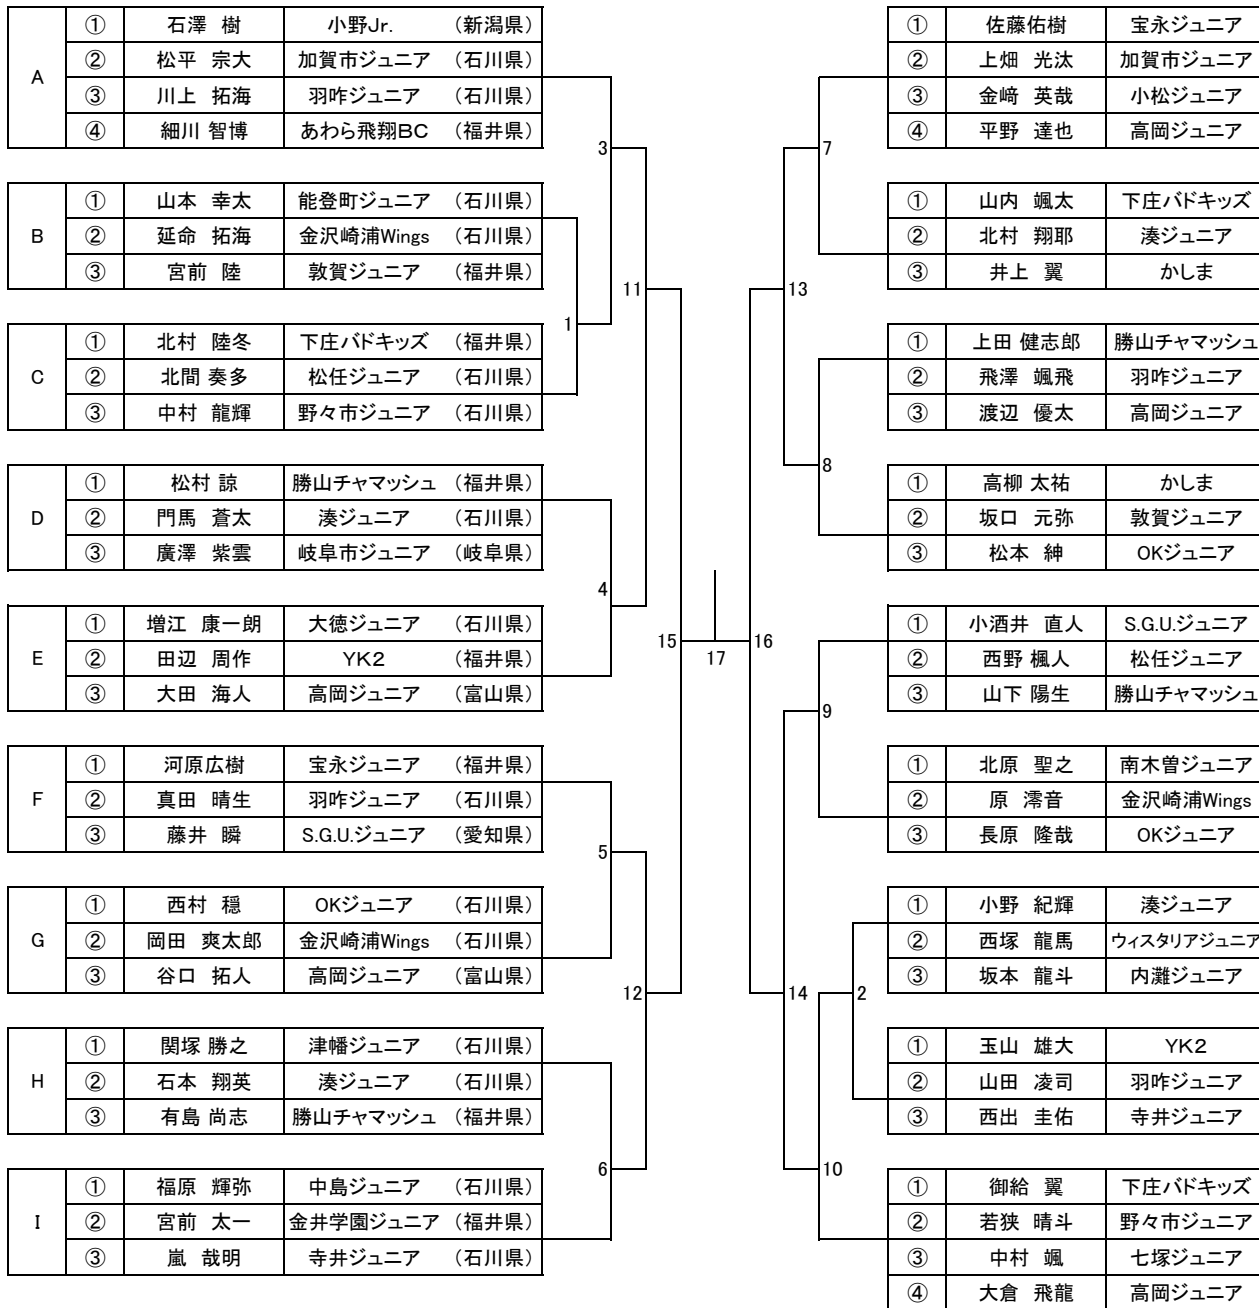 A
① 石澤 樹 小野Jr. (新潟県)
② 松平 宗大 加賀市ジュニア (石川県)
③ 川上 拓海 羽咋ジュニア (石川県)
④ 細川 智博 あわら飛翔BC (福井県)
B
① 山本 幸太 能登町ジュニア (石川県)
② 延命 拓海 金沢崎浦Wings (石川県)
③ 宮前 陸 敦賀ジュニア (福井県)
C
① 北村 陸冬 下庄バドキッズ (福井県)
② 北間 奏多 松任ジュニア (石川県)
③ 中村 龍輝 野々市ジュニア (石川県)
D
① 松村 諒 勝山チャマッシュ (福井県)
② 門馬 蒼太 湊ジュニア (石川県)
③ 廣澤 紫雲 岐阜市ジュニア (岐阜県)
E
① 増江 康一朗 大徳ジュニア (石川県)
② 田辺 周作 YK2 (福井県)
③ 大田 海人 高岡ジュニア (富山県)
F
① 河原広樹 宝永ジュニア (福井県)
② 真田 晴生 羽咋ジュニア (石川県)
③ 藤井 瞬 S.G.U.ジュニア (愛知県)
G
① 西村 穏 OKジュニア (石川県)
② 岡田 爽太郎 金沢崎浦Wings (石川県)
③ 谷口 拓人 高岡ジュニア (富山県)
H
① 関塚 勝之 津幡ジュニア (石川県)
② 石本 翔英 湊ジュニア (石川県)
③ 有島 尚志 勝山チャマッシュ (福井県)
I
① 福原 輝弥 中島ジュニア (石川県)
② 宮前 太一 金井学園ジュニア (福井県)
③ 嵐 哉明 寺井ジュニア (石川県)
3
1
11
4
15
5
12
6
17
16
7
13
8
9
14
2
10
① 佐藤佑樹 宝永ジュニア
② 上畑 光汰 加賀市ジュニア
③ 金﨑 英哉 小松ジュニア
④ 平野 達也 高岡ジュニア
① 山内 颯太 下庄バドキッズ
② 北村 翔耶 湊ジュニア
③ 井上 翼 かしま
① 上田 健志郎 勝山チャマッシュ
② 飛澤 颯飛 羽咋ジュニア
③ 渡辺 優太 高岡ジュニア
① 高柳 太祐 かしま
② 坂口 元弥 敦賀ジュニア
③ 松本 紳 OKジュニア
① 小酒井 直人 S.G.U.ジュニア
② 西野 楓人 松任ジュニア
③ 山下 陽生 勝山チャマッシュ
① 北原 聖之 南木曽ジュニア
② 原 澪音 金沢崎浦Wings
③ 長原 隆哉 OKジュニア
① 小野 紀輝 湊ジュニア
② 西塚 龍馬 ウィスタリアジュニア
③ 坂本 龍斗 内灘ジュニア
① 玉山 雄大 YK2
② 山田 凌司 羽咋ジュニア
③ 西出 圭佑 寺井ジュニア
① 御給 翼 下庄バドキッズ
② 若狭 晴斗 野々市ジュニア
③ 中村 颯 七塚ジュニア
④ 大倉 飛龍 高岡ジュニア